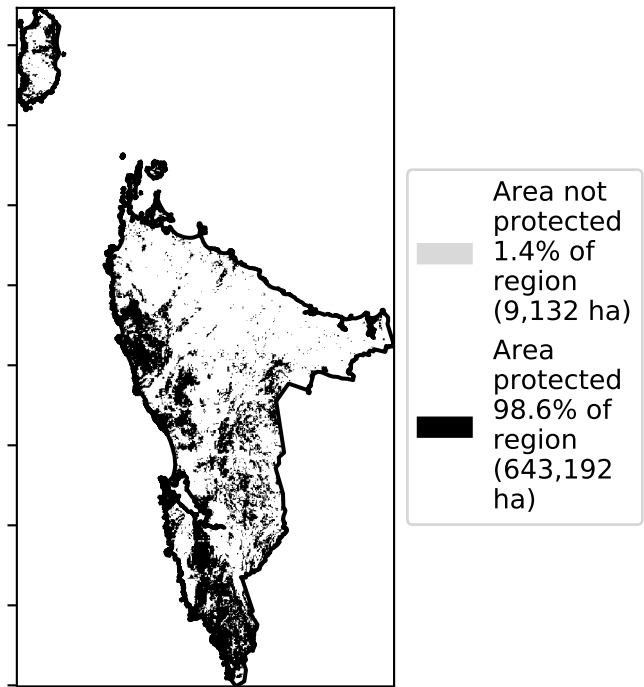 Area not
protected
1.4% of
region
(9,132 ha)
Area
protected
98.6% of
region
(643,192
ha)